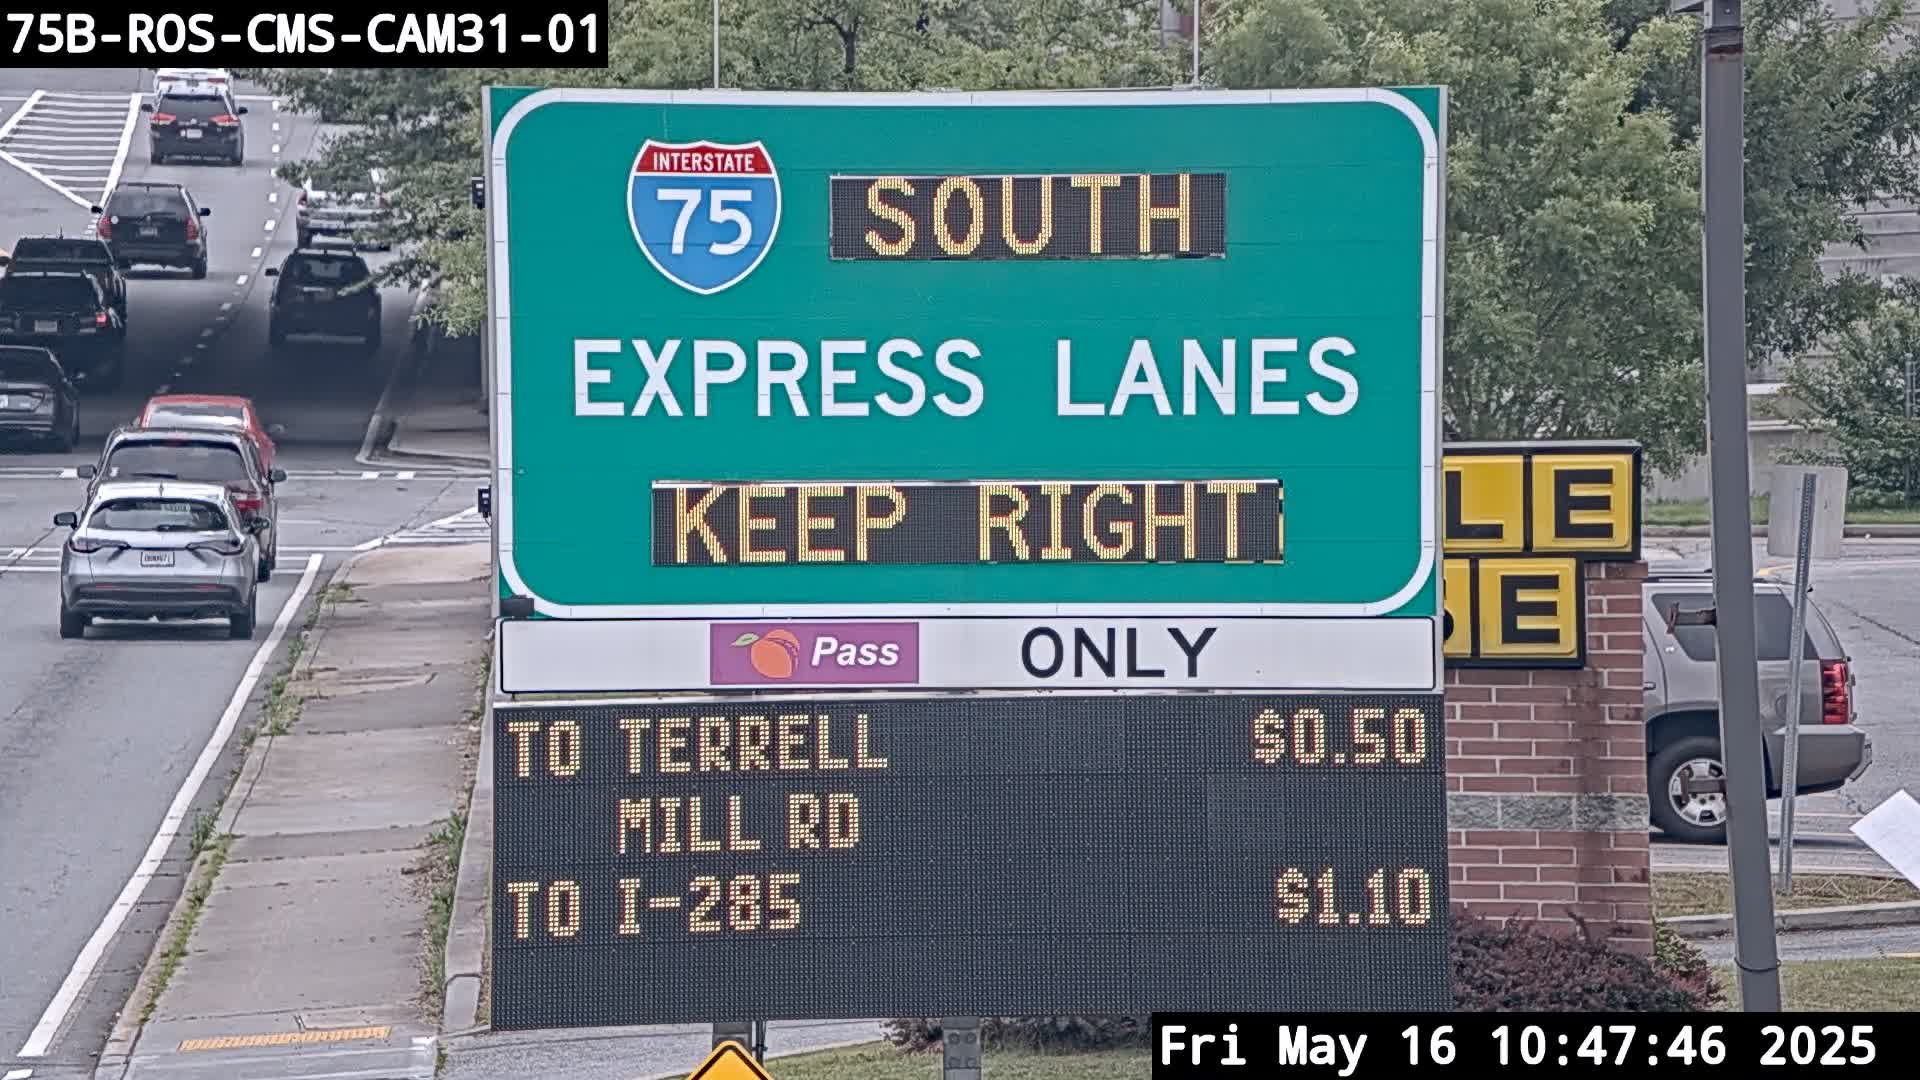 75B-ROS-CMS-CAM31-01
INTERSTATE
75
SOUTH
EXPRESS LANES
KEEP RIGHT
Pass ONLY
TO TERRELL $0.50
MILL RD
TO I-285 $1.10
LE
E
Fri May 16 10:47:46 2025